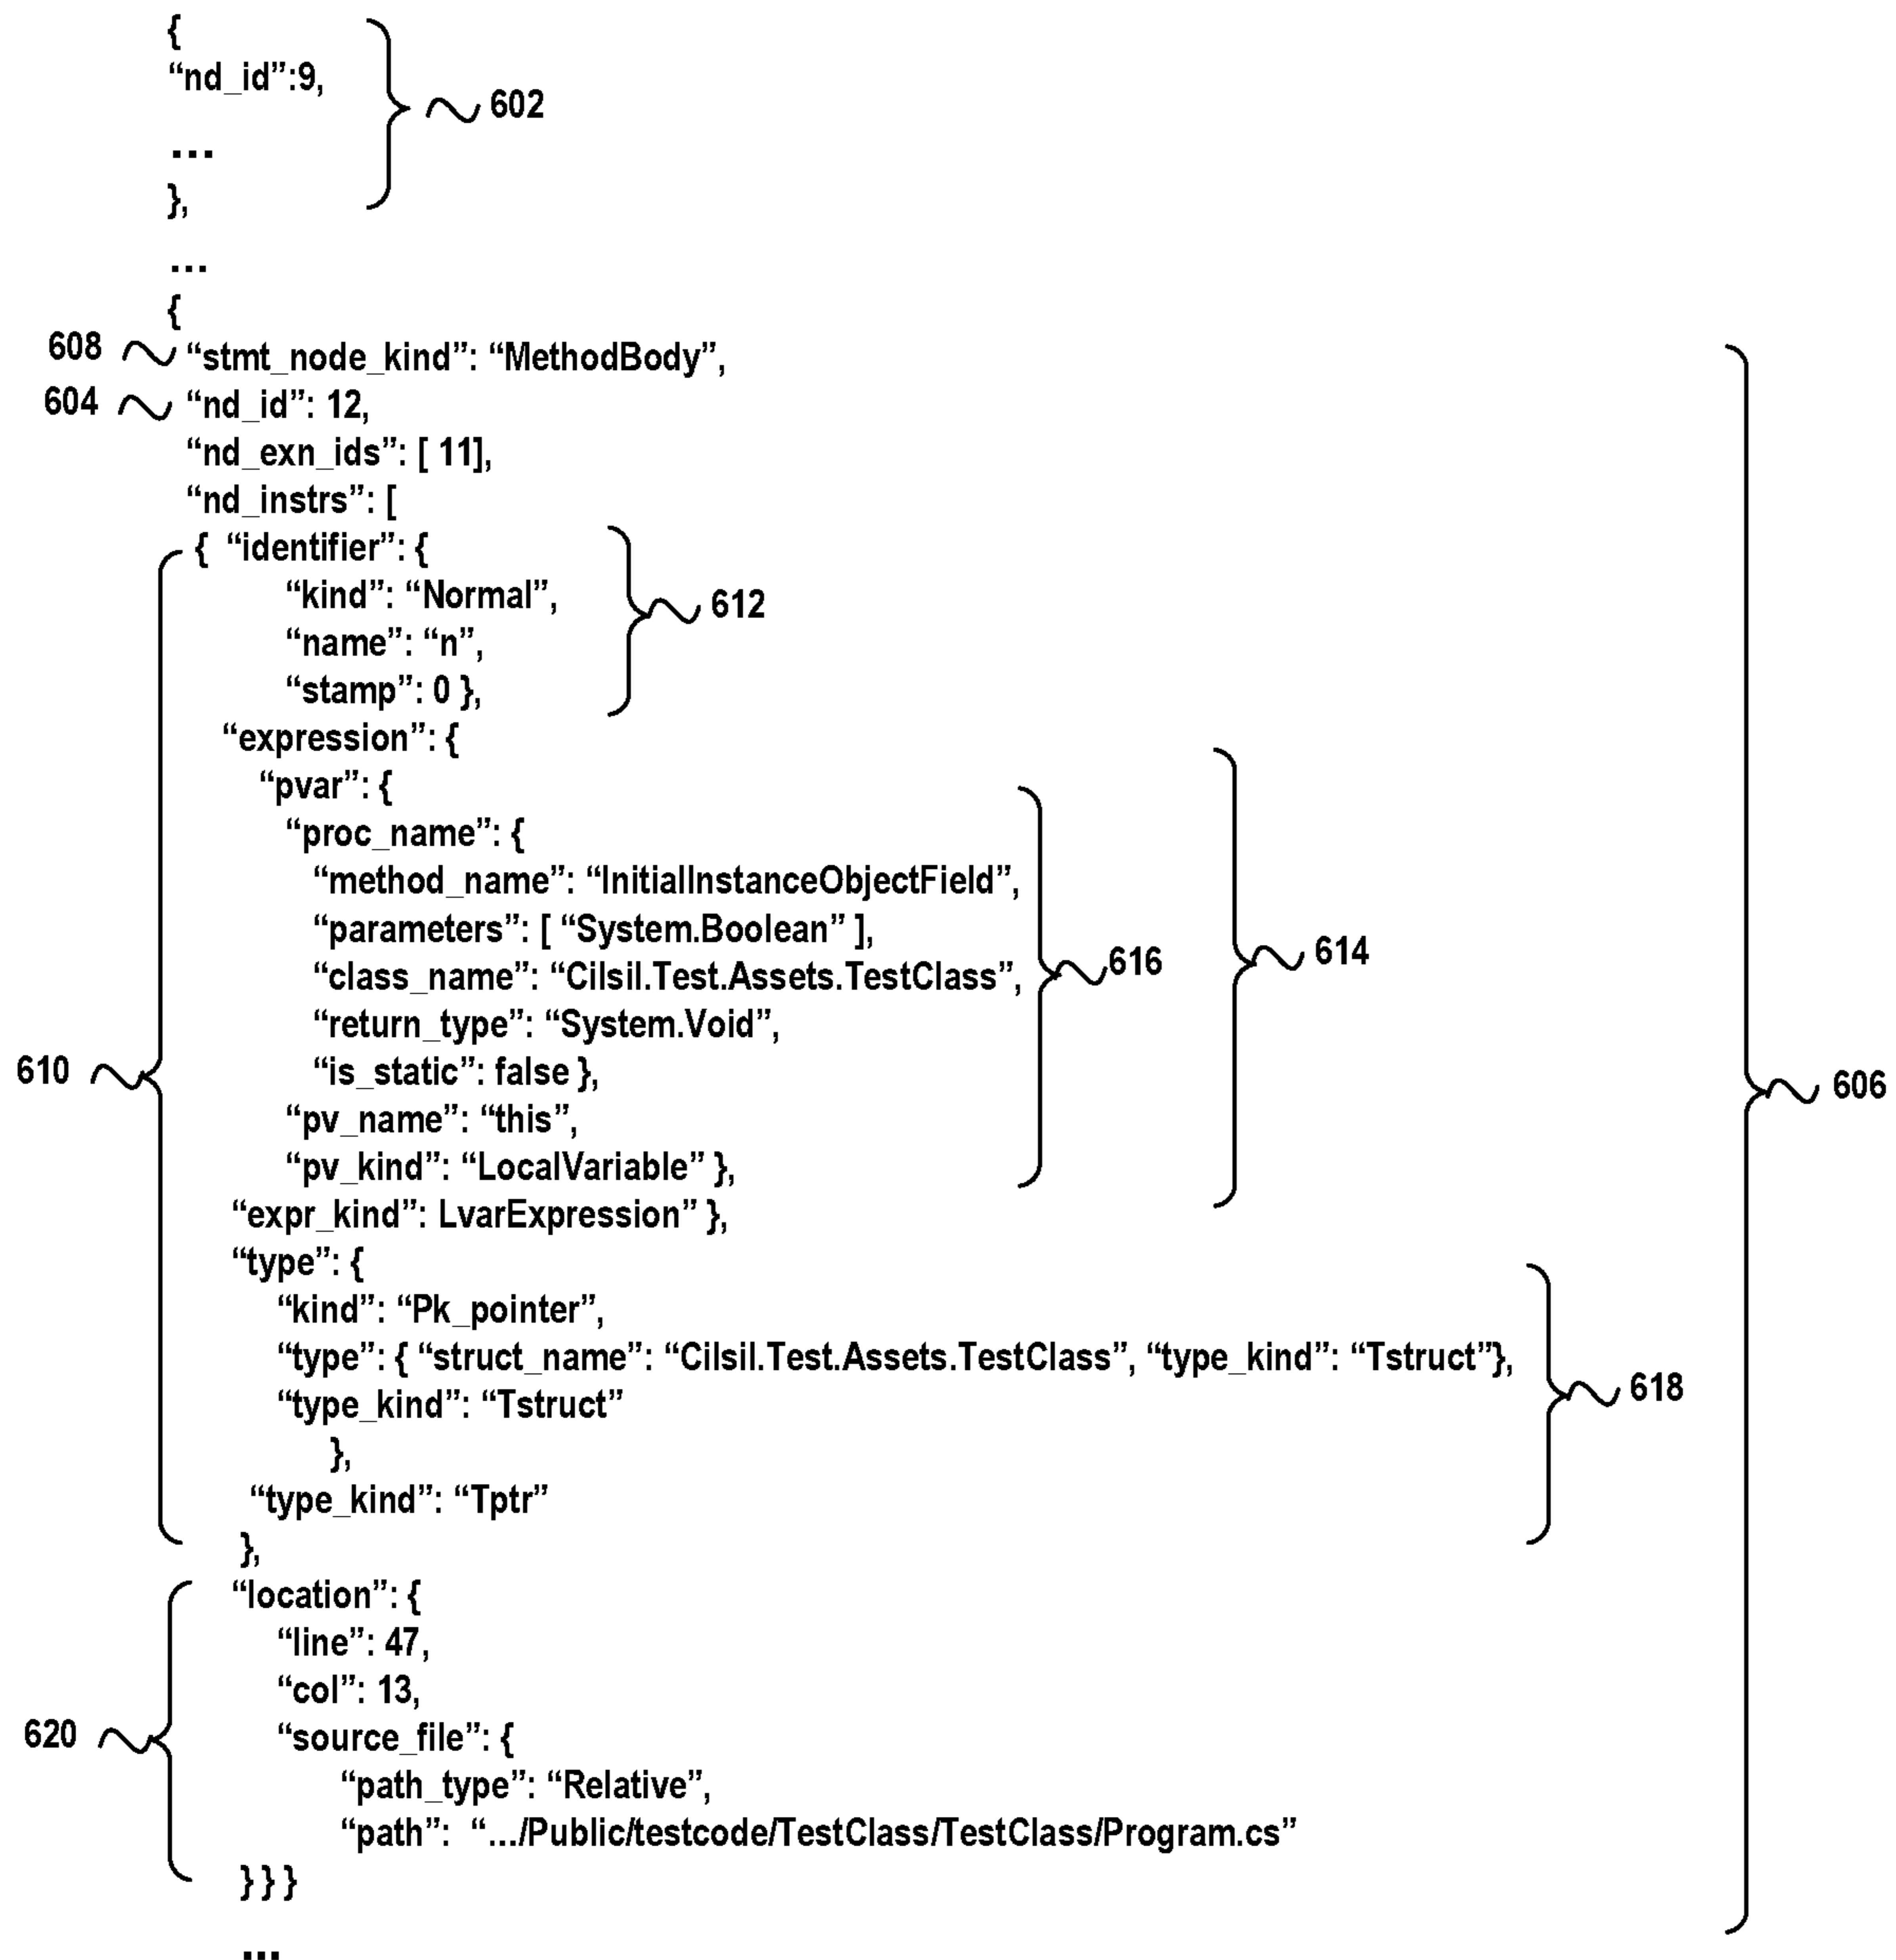 {
“nd_id”:9,
602
...
},
...
{
608 “stmt_node_kind”: “MethodBody”,
604 “nd_id”: 12,
“nd_exn_ids”: [ 11],
“nd_instrs”: [
{ “identifier”: {
“kind”: “Normal”,
612
“name”: “n”,
“stamp”: 0 },
“expression”: {
“pvar”: {
“proc_name”: {
“method_name”: “InitialInstanceObjectField”,
“parameters”: [ “System.Boolean” ],
614
“class_name”: “Cilsil.Test.Assets.TestClass”, 616
“return_type”: “System.Void”,
610 “is_static”: false },
606
“pv_name”: “this”,
“pv_kind”: “LocalVariable” },
“expr_kind”: LvarExpression” },
“type”: {
“kind”: “Pk_pointer”,
“type”: { “struct_name”: “Cilsil.Test.Assets.TestClass”, “type_kind”: “Tstruct”},
618
“type_kind”: “Tstruct”
},
“type_kind”: “Tptr”
},
“location”: {
“line”: 47,
“col”: 13,
620 “source_file”: {
“path_type”: “Relative”,
“path”: “.../Public/testcode/TestClass/TestClass/Program.cs”
} } }
...